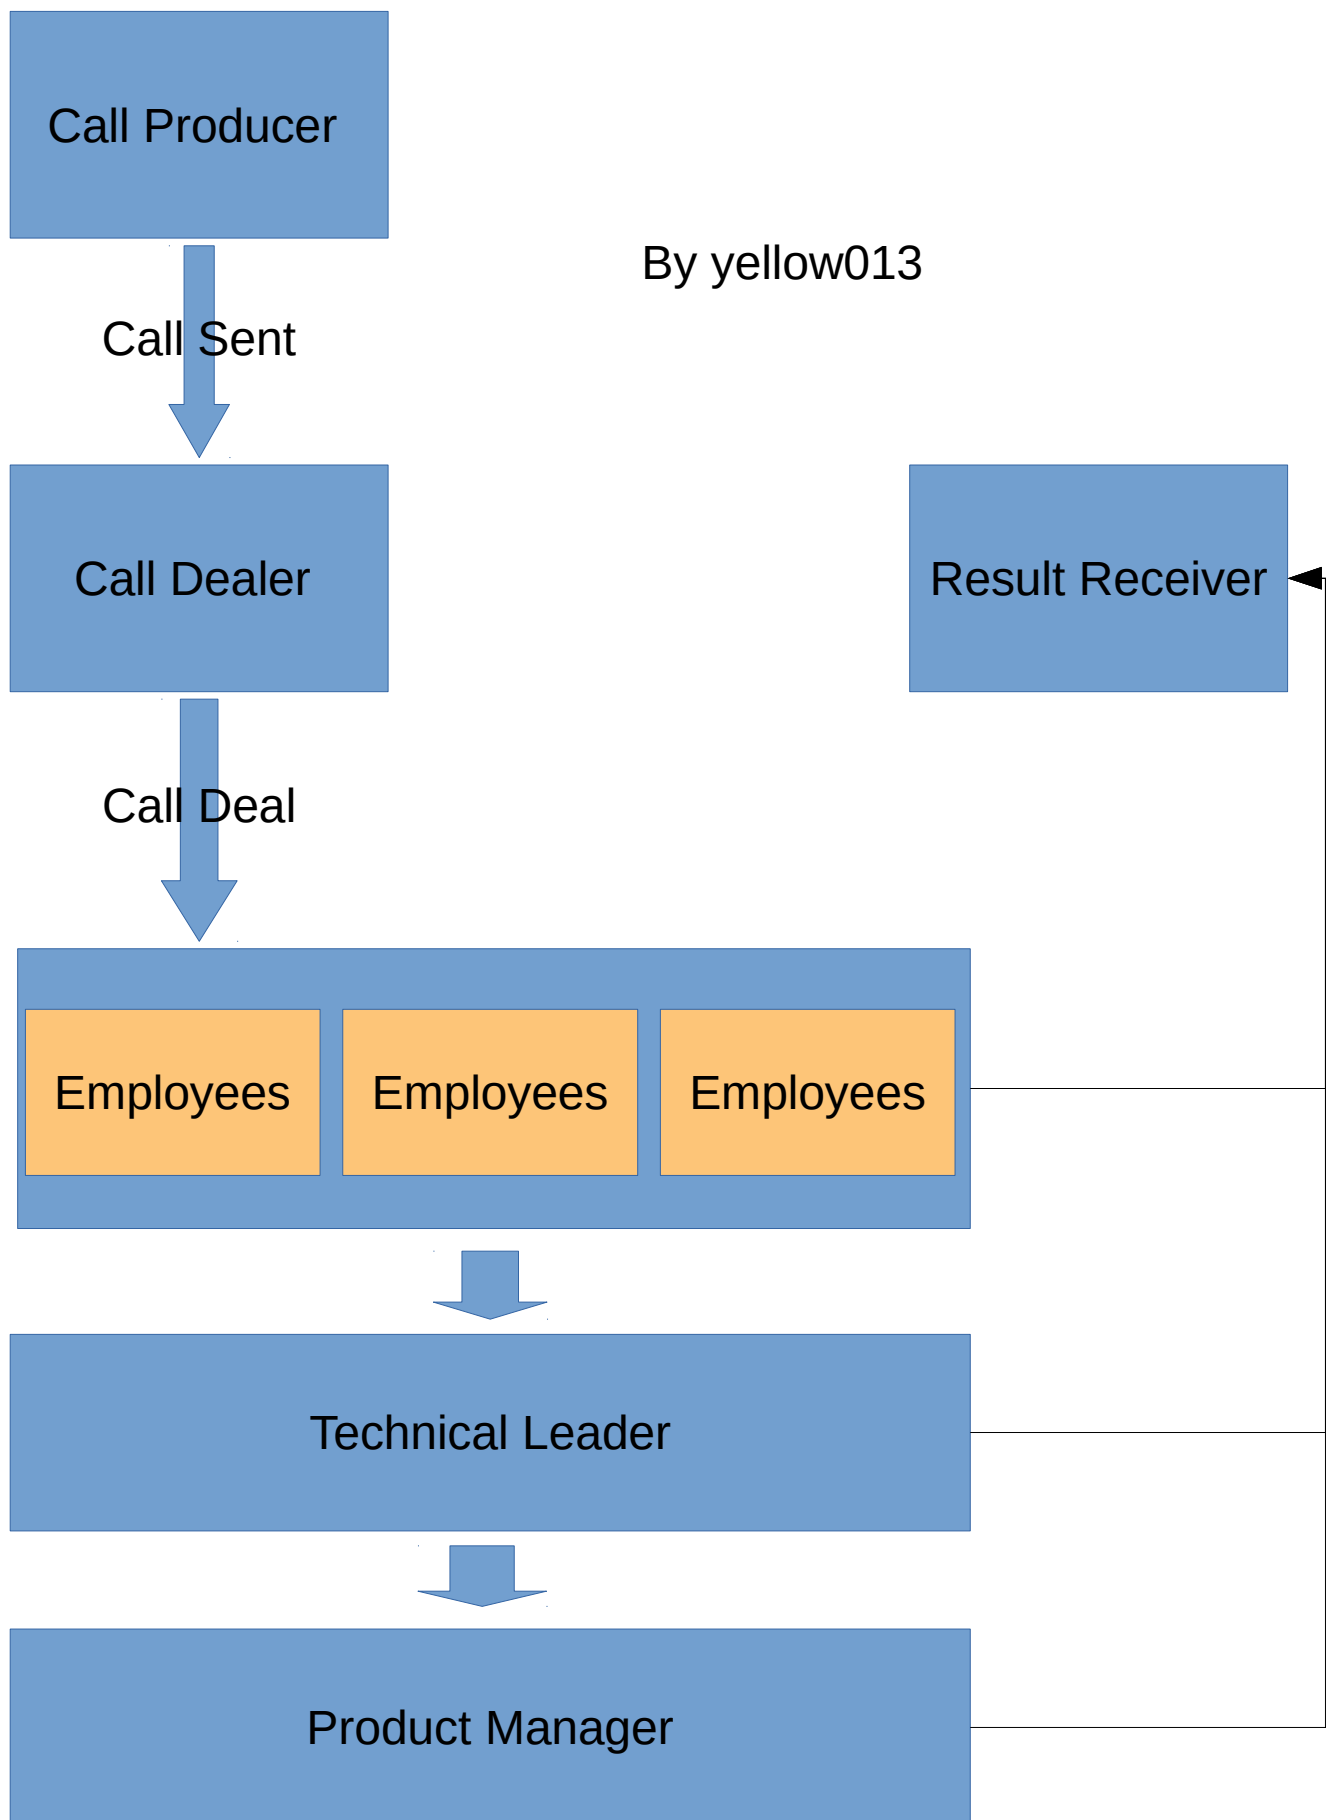 Call Producer
By yellow013
Call Sent
Call Dealer
Result Receiver
Call Deal
Employees
Employees
Employees
Technical Leader
Product Manager